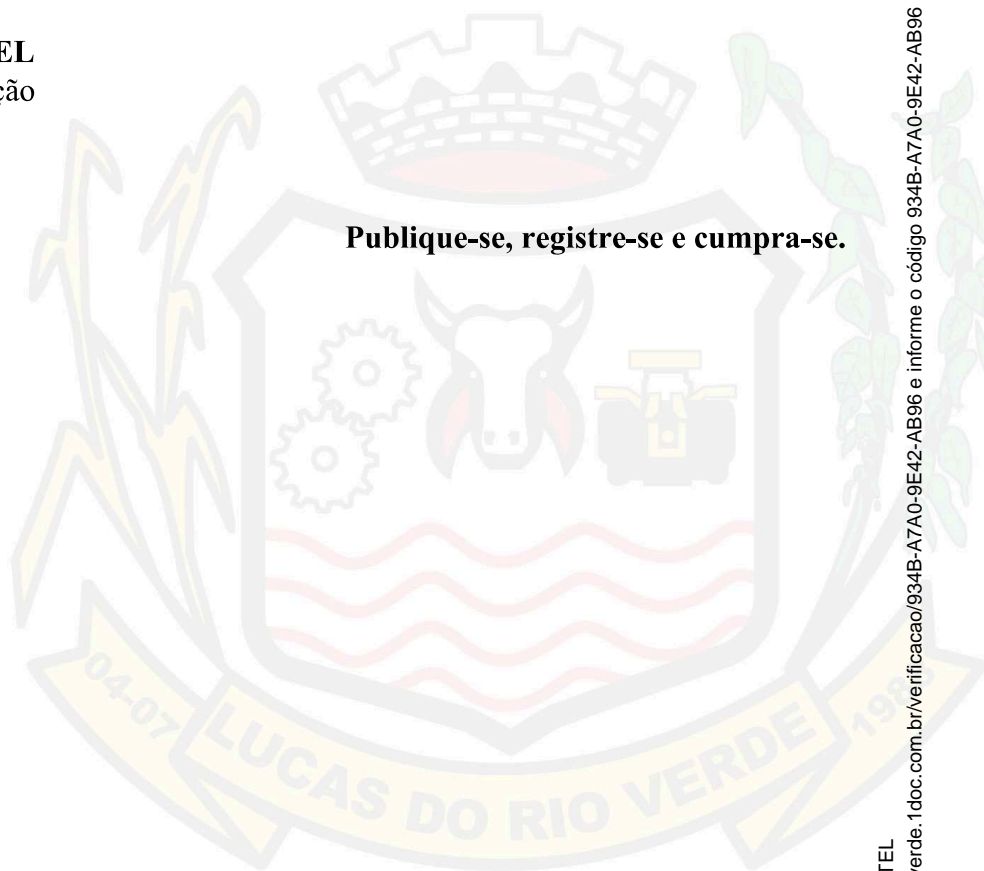 EL
ção
Publique-se, registre-se e cumpra-se.
04-07
LUCAS DO RIO VERDE
TEL
verde.1doc.com.br/verificacao/934B-A7A0-9E42-AB96 e informe o código 934B-A7A0-9E42-AB96